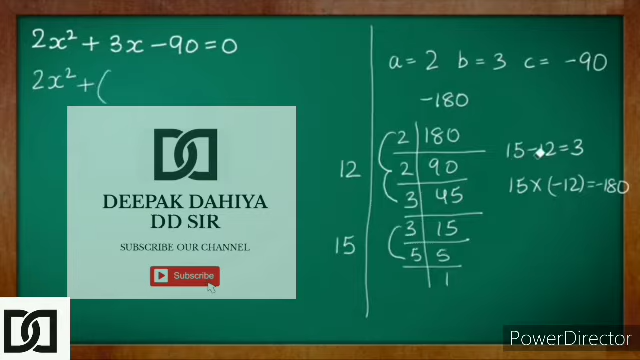 2x² + 3x - 90 = 0
2x² + (
a = 2 b = 3 c = -90
-180
2 180
2 90
3 45
3 15
5 5
1
12
15
15 - 12 = 3
15 × (-12) = -180
DEEPAK DAHIYA
DD SIR
SUBSCRIBE OUR CHANNEL
Subscribe
PowerDirector